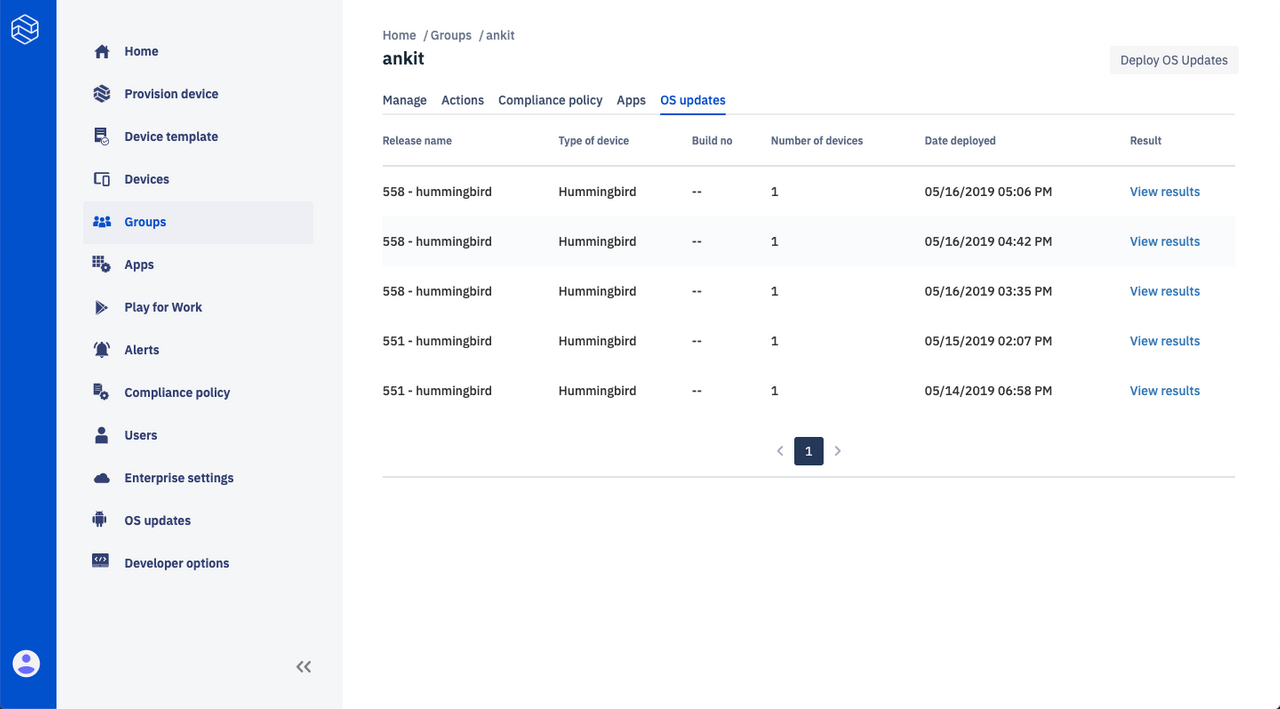 Home
Provision device
Device template
Devices
Groups
Apps
Play for Work
Alerts
Compliance policy
Users
Enterprise settings
OS updates
Developer options
Home / Groups / ankit
ankit
Deploy OS Updates
Manage Actions Compliance policy Apps OS updates
Release name Type of device Build no Number of devices Date deployed Result
558 - hummingbird Hummingbird -- 1 05/16/2019 05:06 PM View results
558 - hummingbird Hummingbird -- 1 05/16/2019 04:42 PM View results
558 - hummingbird Hummingbird -- 1 05/16/2019 03:35 PM View results
551 - hummingbird Hummingbird -- 1 05/15/2019 02:07 PM View results
551 - hummingbird Hummingbird -- 1 05/14/2019 06:58 PM View results
1